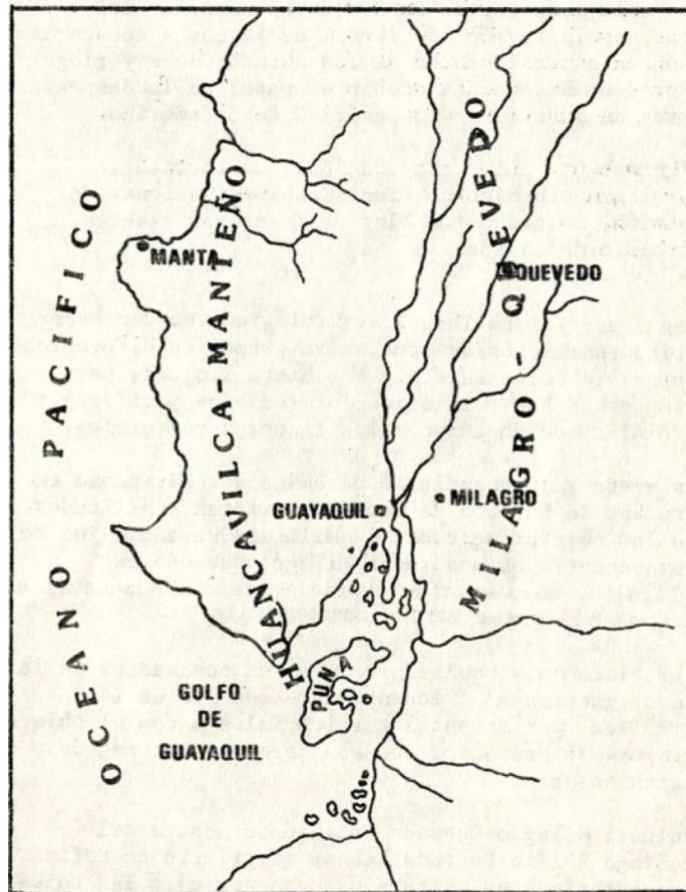 OCEANO PACIFICO
HUANCAVILCA-MANTEÑO
MILAGRO-QUEVEDO
MANTA
QUEVEDO
GUAYAQUIL
MILAGRO
PUNA
GOLFO
DE
GUAYAQUIL